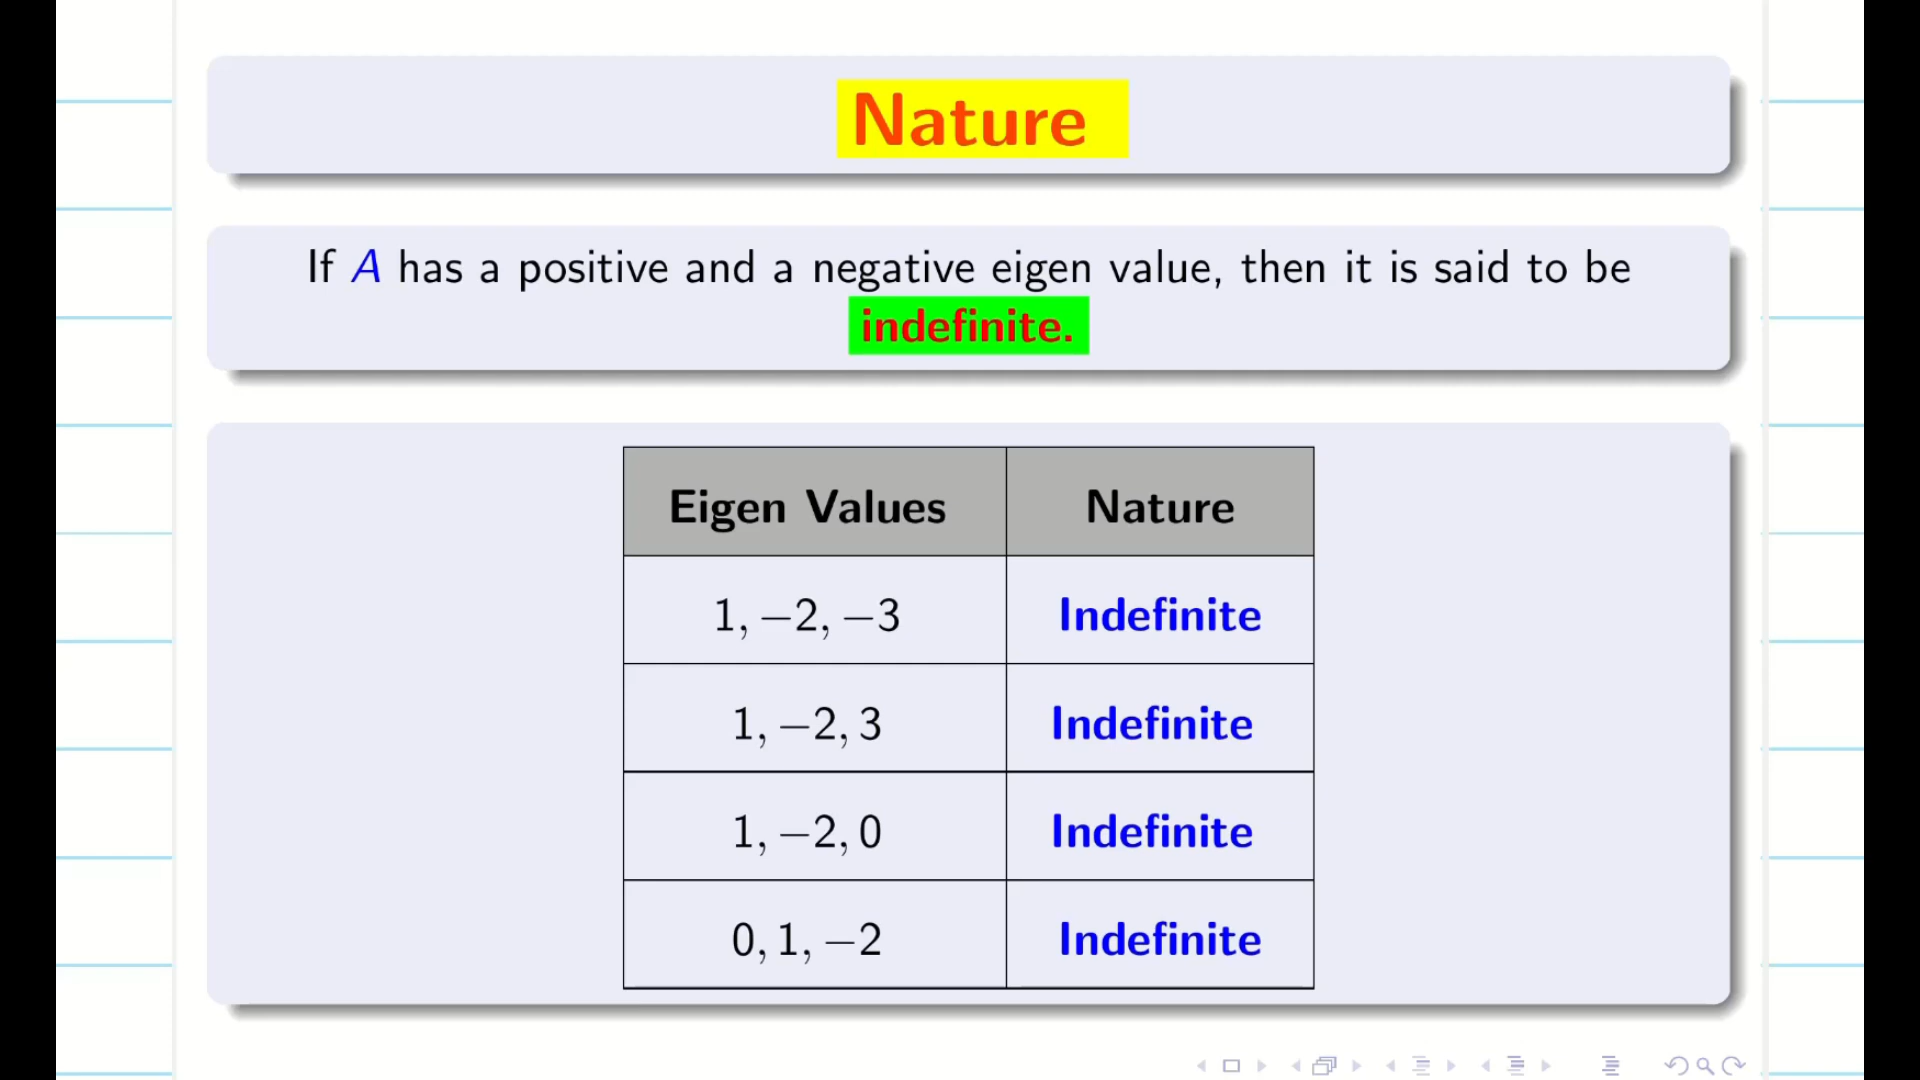 Nature
If A has a positive and a negative eigen value, then it is said to be
indefinite.
Eigen Values Nature
1, −2, −3 Indefinite
1, −2, 3 Indefinite
1, −2, 0 Indefinite
0, 1, −2 Indefinite